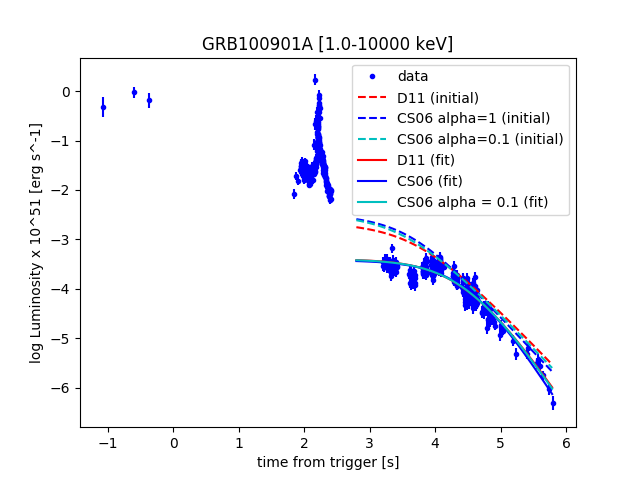 GRB100901A [1.0-10000 keV]
data
D11 (initial)
CS06 alpha=1 (initial)
CS06 alpha=0.1 (initial)
D11 (fit)
CS06 (fit)
CS06 alpha = 0.1 (fit)
log Luminosity x 10^51 [erg s^-1]
0
−1
−2
−3
−4
−5
−6
−1 0 1 2 3 4 5 6
time from trigger [s]